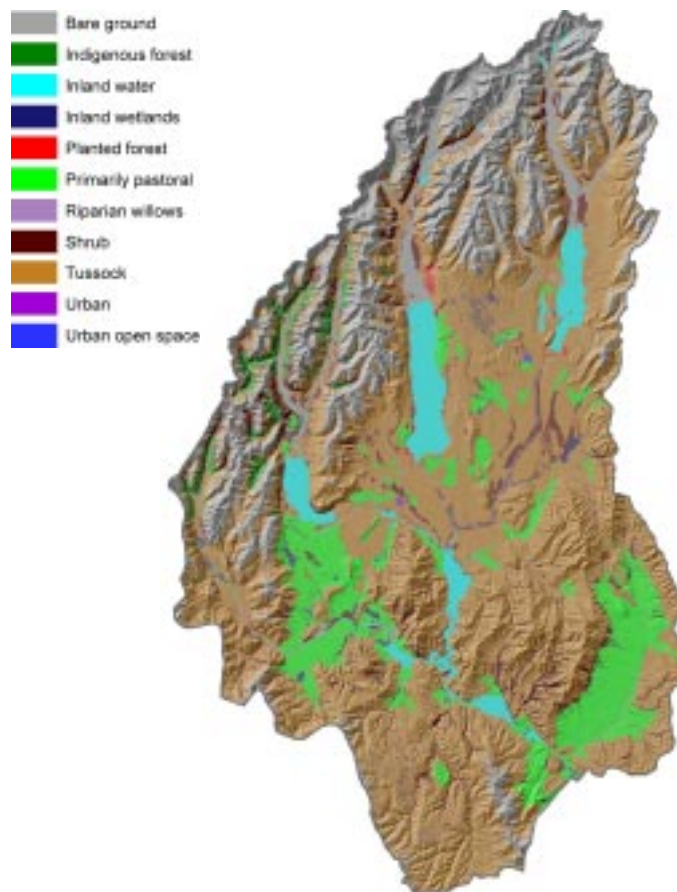 Bare ground
Indigenous forest
Inland water
Inland wetlands
Planted forest
Primarily pastoral
Riparian willows
Shrub
Tussock
Urban
Urban open space